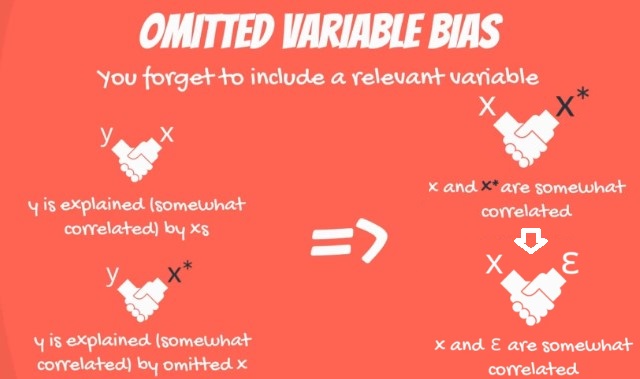 OMITTED VARIABLE BIAS
You forget to include a relevant variable
y x
y is explained (somewhat
correlated) by xs
y x*
y is explained (somewhat
correlated) by omitted x
=>
x x*
x and x* are somewhat
correlated
x ε
x and ε are somewhat
correlated